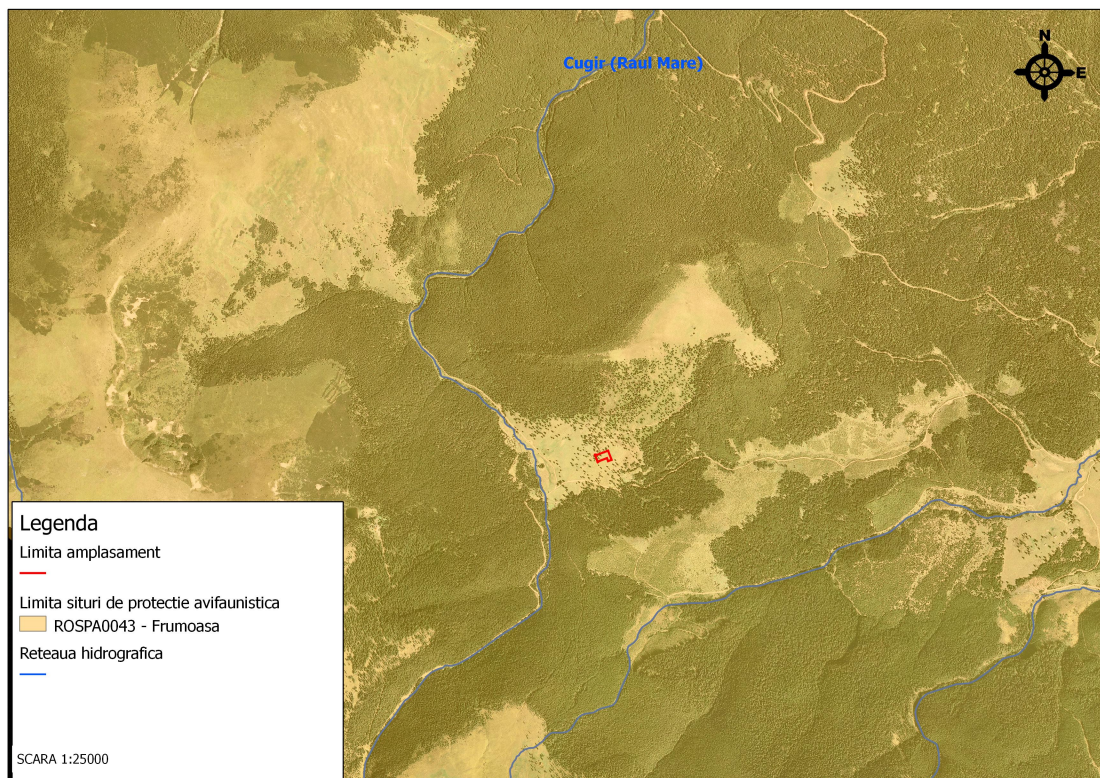 Cugir (Raul Mare)
N
E
Legenda
Limita amplasament
Limita situri de protectie avifaunistica
ROSPA0043 - Frumoasa
Reteaua hidrografica
SCARA 1:25000